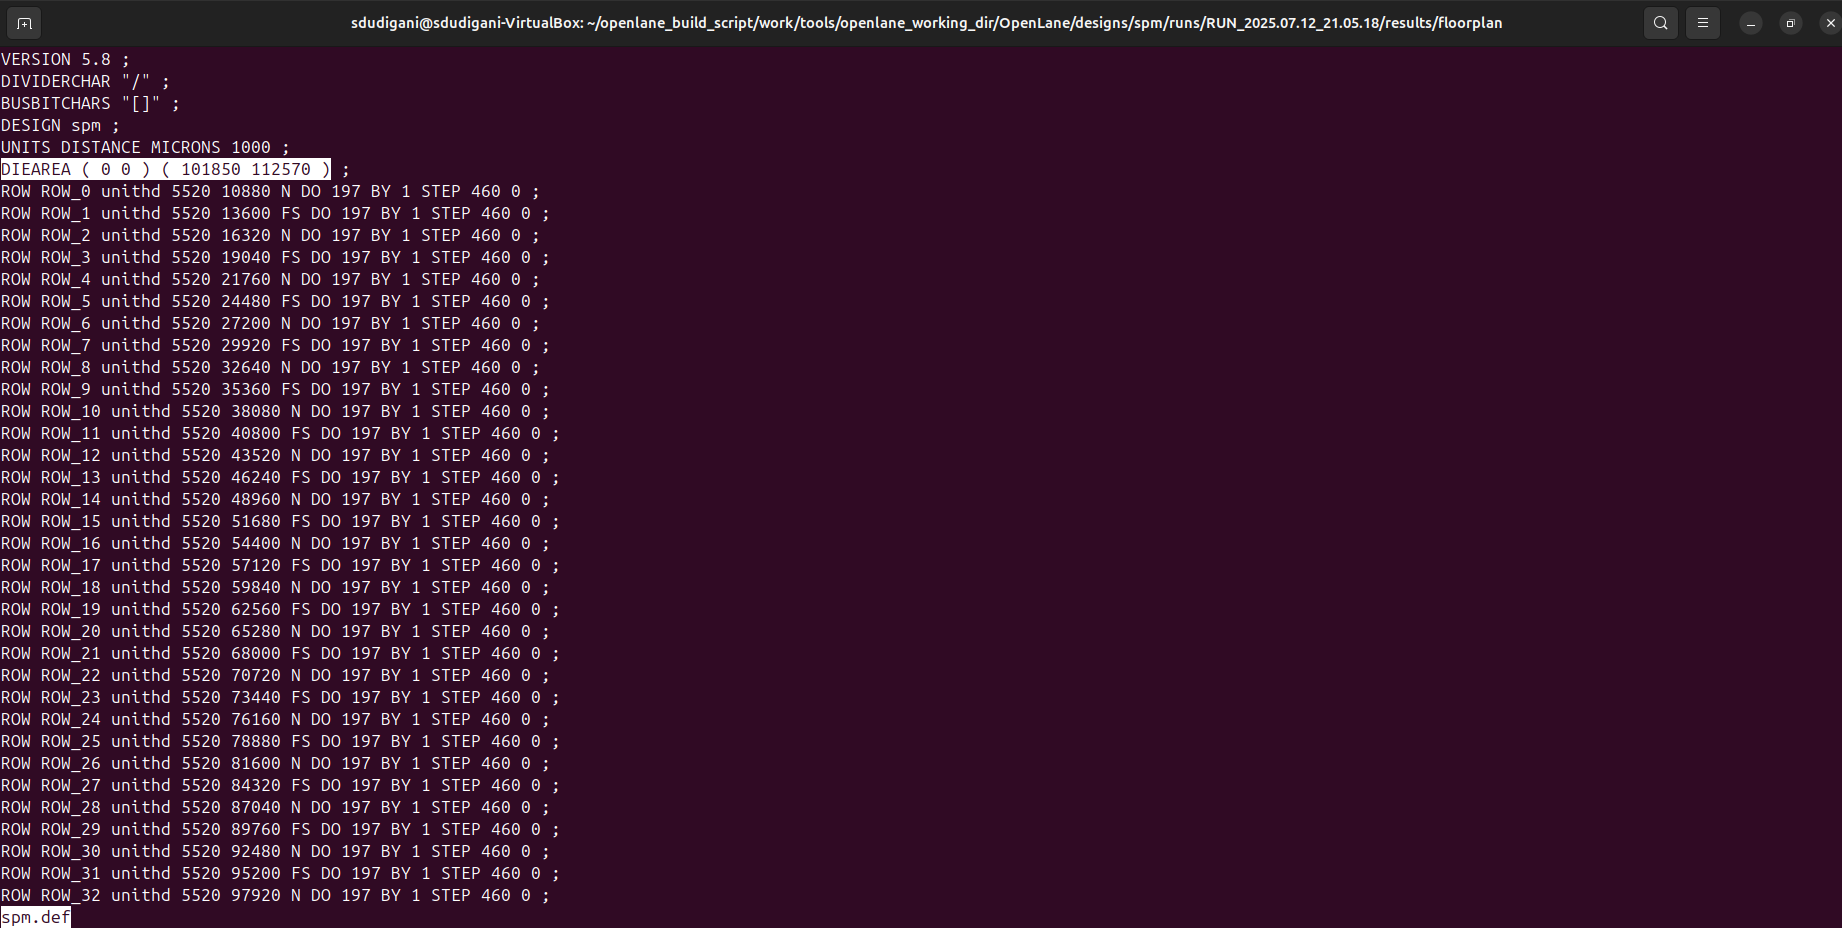 sdudigani@sdudigani-VirtualBox: ~/openlane_build_script/work/tools/openlane_working_dir/OpenLane/designs/spm/runs/RUN_2025.07.12_21.05.18/results/floorplan
VERSION 5.8 ;
DIVIDERCHAR "/" ;
BUSBITCHARS "[]" ;
DESIGN spm ;
UNITS DISTANCE MICRONS 1000 ;
DIEAREA ( 0 0 ) ( 101850 112570 ) ;
ROW ROW_0 unithd 5520 10880 N DO 197 BY 1 STEP 460 0 ;
ROW ROW_1 unithd 5520 13600 FS DO 197 BY 1 STEP 460 0 ;
ROW ROW_2 unithd 5520 16320 N DO 197 BY 1 STEP 460 0 ;
ROW ROW_3 unithd 5520 19040 FS DO 197 BY 1 STEP 460 0 ;
ROW ROW_4 unithd 5520 21760 N DO 197 BY 1 STEP 460 0 ;
ROW ROW_5 unithd 5520 24480 FS DO 197 BY 1 STEP 460 0 ;
ROW ROW_6 unithd 5520 27200 N DO 197 BY 1 STEP 460 0 ;
ROW ROW_7 unithd 5520 29920 FS DO 197 BY 1 STEP 460 0 ;
ROW ROW_8 unithd 5520 32640 N DO 197 BY 1 STEP 460 0 ;
ROW ROW_9 unithd 5520 35360 FS DO 197 BY 1 STEP 460 0 ;
ROW ROW_10 unithd 5520 38080 N DO 197 BY 1 STEP 460 0 ;
ROW ROW_11 unithd 5520 40800 FS DO 197 BY 1 STEP 460 0 ;
ROW ROW_12 unithd 5520 43520 N DO 197 BY 1 STEP 460 0 ;
ROW ROW_13 unithd 5520 46240 FS DO 197 BY 1 STEP 460 0 ;
ROW ROW_14 unithd 5520 48960 N DO 197 BY 1 STEP 460 0 ;
ROW ROW_15 unithd 5520 51680 FS DO 197 BY 1 STEP 460 0 ;
ROW ROW_16 unithd 5520 54400 N DO 197 BY 1 STEP 460 0 ;
ROW ROW_17 unithd 5520 57120 FS DO 197 BY 1 STEP 460 0 ;
ROW ROW_18 unithd 5520 59840 N DO 197 BY 1 STEP 460 0 ;
ROW ROW_19 unithd 5520 62560 FS DO 197 BY 1 STEP 460 0 ;
ROW ROW_20 unithd 5520 65280 N DO 197 BY 1 STEP 460 0 ;
ROW ROW_21 unithd 5520 68000 FS DO 197 BY 1 STEP 460 0 ;
ROW ROW_22 unithd 5520 70720 N DO 197 BY 1 STEP 460 0 ;
ROW ROW_23 unithd 5520 73440 FS DO 197 BY 1 STEP 460 0 ;
ROW ROW_24 unithd 5520 76160 N DO 197 BY 1 STEP 460 0 ;
ROW ROW_25 unithd 5520 78880 FS DO 197 BY 1 STEP 460 0 ;
ROW ROW_26 unithd 5520 81600 N DO 197 BY 1 STEP 460 0 ;
ROW ROW_27 unithd 5520 84320 FS DO 197 BY 1 STEP 460 0 ;
ROW ROW_28 unithd 5520 87040 N DO 197 BY 1 STEP 460 0 ;
ROW ROW_29 unithd 5520 89760 FS DO 197 BY 1 STEP 460 0 ;
ROW ROW_30 unithd 5520 92480 N DO 197 BY 1 STEP 460 0 ;
ROW ROW_31 unithd 5520 95200 FS DO 197 BY 1 STEP 460 0 ;
ROW ROW_32 unithd 5520 97920 N DO 197 BY 1 STEP 460 0 ;
spm.def